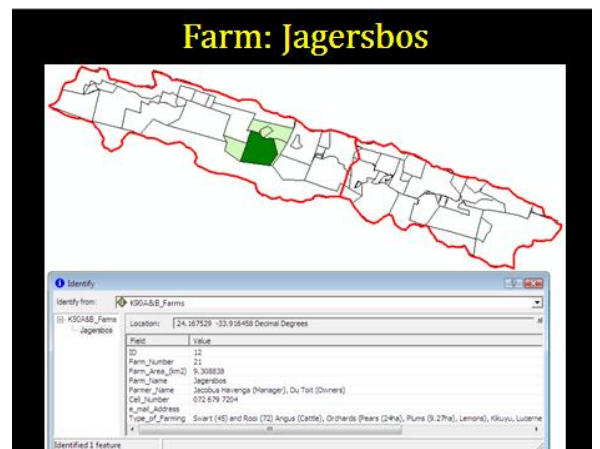 Farm: Jagersbos
Identify
Identify from: K90A&B_Farms
K90A&B_Farms
Jagersbos
Location: 24.167529 -33.916458 Decimal Degrees
Field Value
ID 12
Farm_Number 21
Farm_Area_(km2) 9.308838
Farm_Name Jagersbos
Farmer_Name Jacobus Havenga (Manager), Du Toit (Owners)
Cell_Number 072 679 7204
e_mail_Address
Type_of_Farming Swart (45) and Rooi (72) Angus (Cattle), Orchards (Pears (24ha), Plums (9.27ha), Lemons), Kikuyu, Lucerne
Identified 1 feature